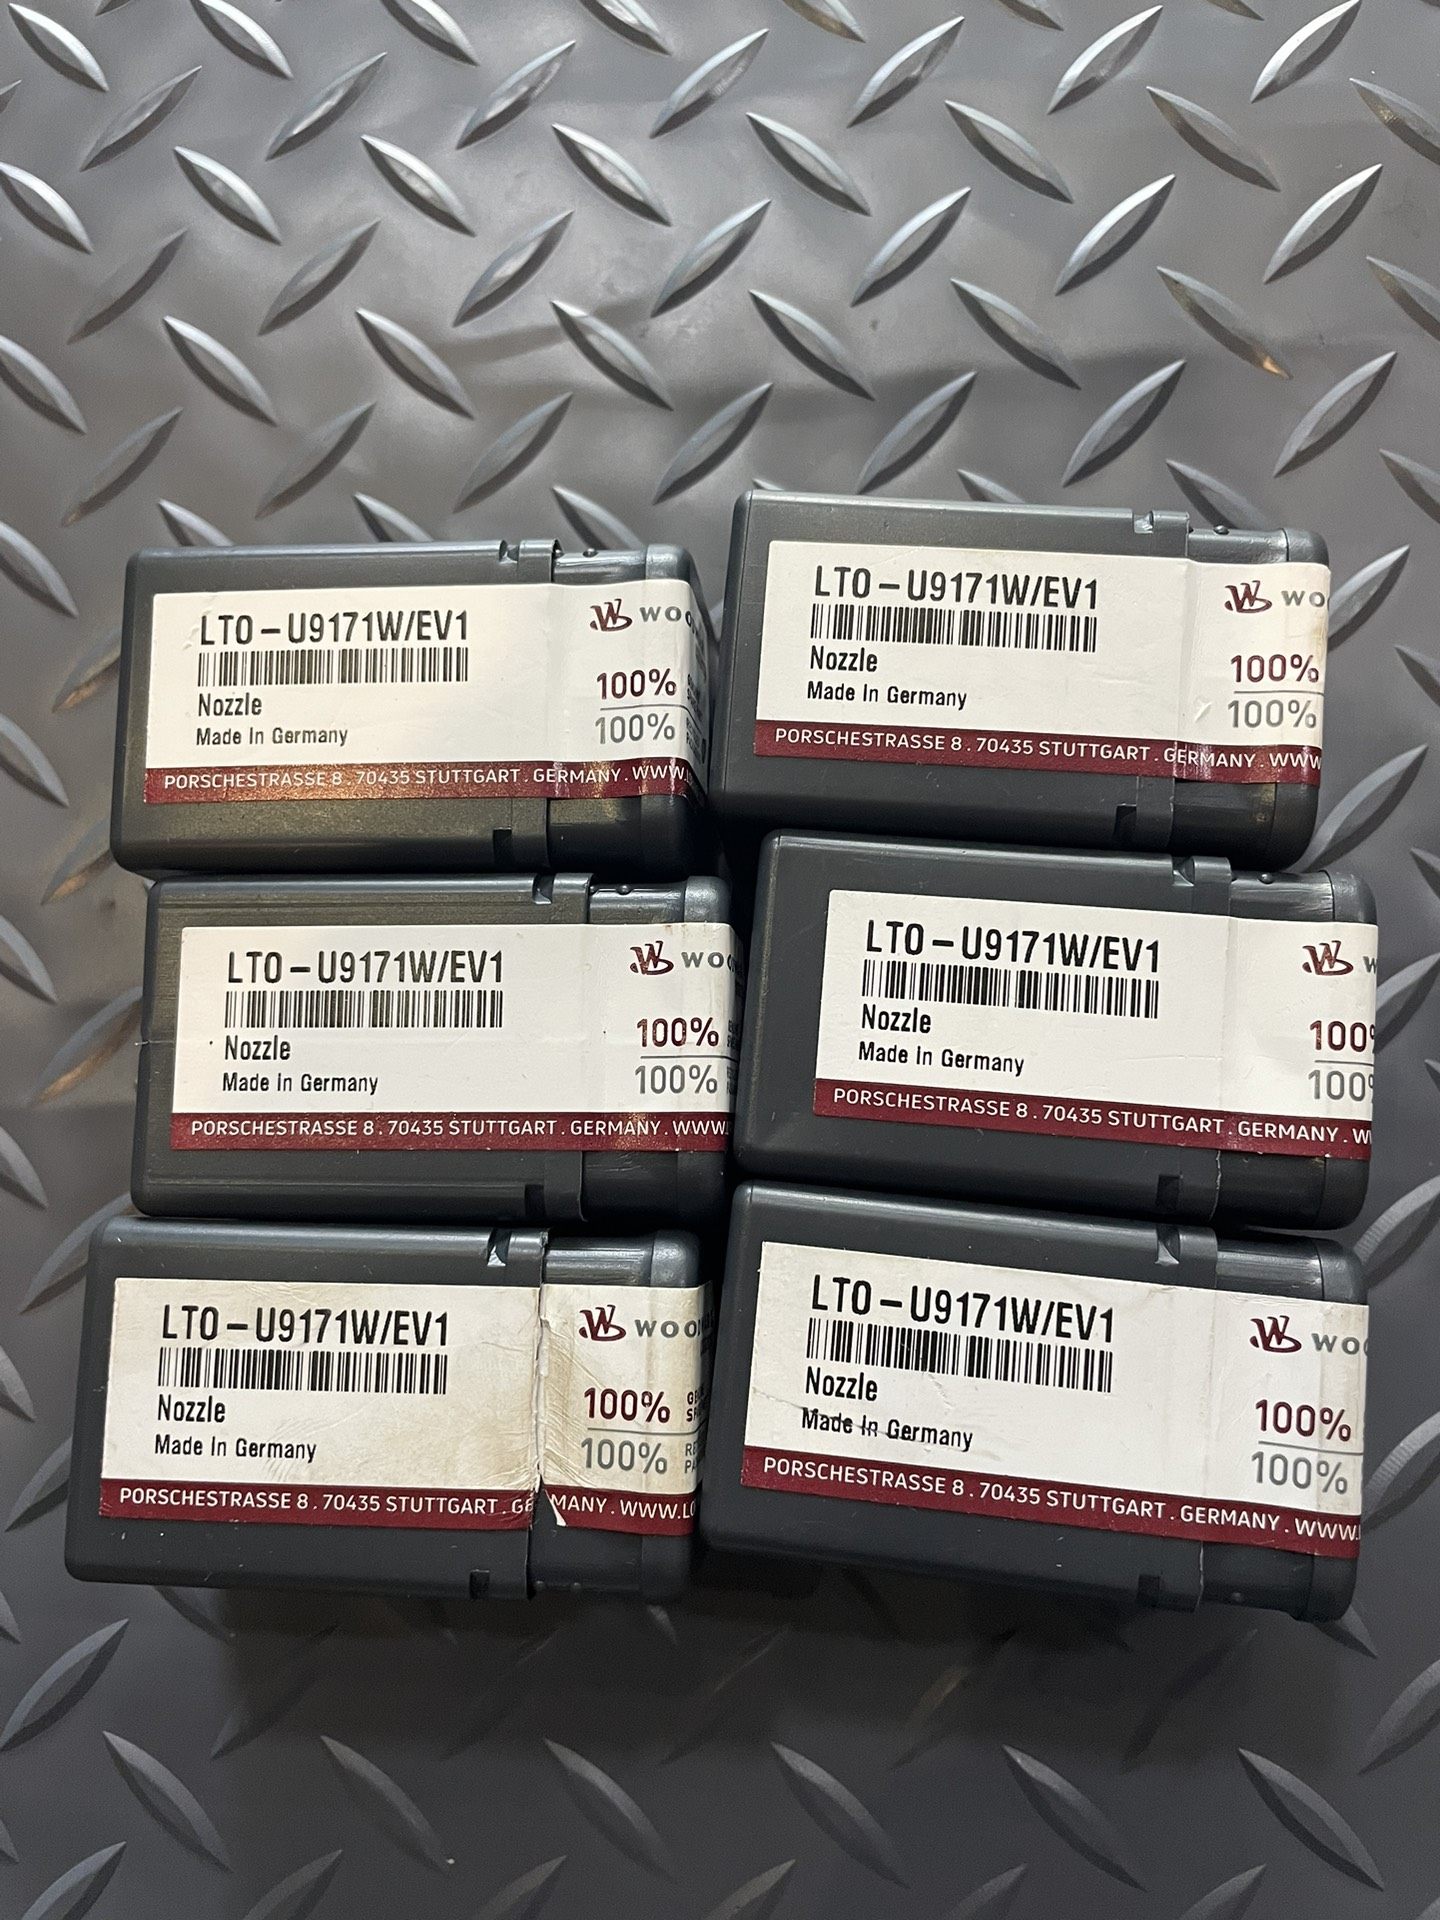 LTO-U9171W/EV1
Nozzle
Made In Germany
100%
100%
PORSCHESTRASSE 8 . 70435 STUTTGART . GERMANY .
LTO-U9171W/EV1
Nozzle
Made In Germany
100%
100%
PORSCHESTRASSE 8 . 70435 STUTTGART . GERMANY . WWW
LTO-U9171W/EV1
Nozzle
Made In Germany
100%
100%
PORSCHESTRASSE 8 . 70435 STUTTGART . GERMANY . WWW.
LTO-U9171W/EV1
Nozzle
Made In Germany
100
100
PORSCHESTRASSE 8 . 70435 STUTTGART . GERMANY .
LTO-U9171W/EV1
Nozzle
Made In Germany
100%
100%
PORSCHESTRASSE 8 . 70435 STUTTGART . GE MANY . WWW.
LTO-U9171W/EV1
Nozzle
Made In Germany
100%
100%
PORSCHESTRASSE 8 . 70435 STUTTGART . GERMANY . WWW.